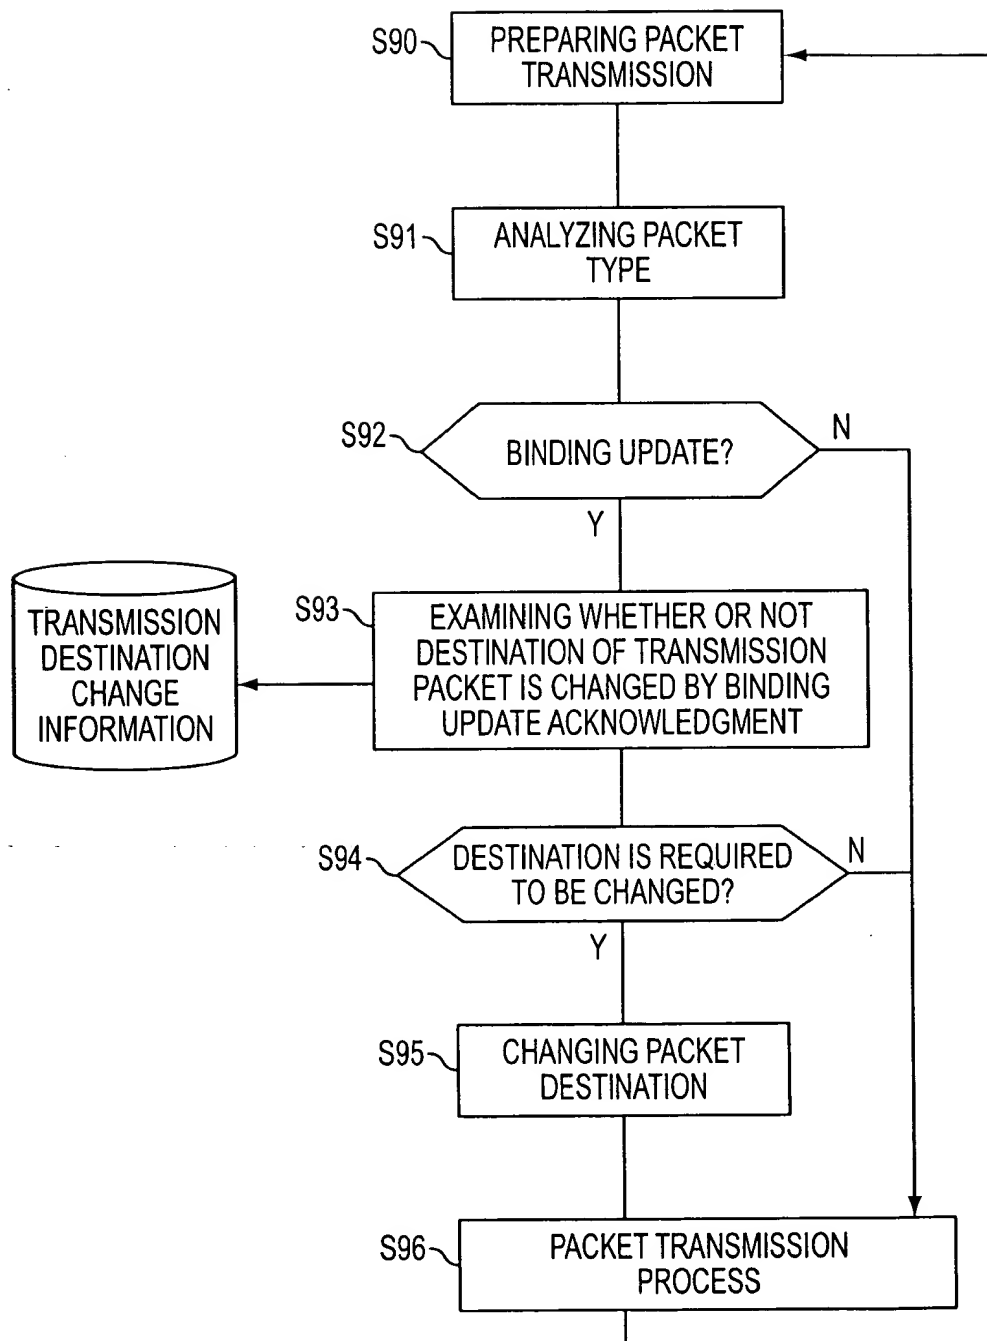 S90
PREPARING PACKET
TRANSMISSION
S91
ANALYZING PACKET
TYPE
S92
BINDING UPDATE?
N
Y
TRANSMISSION
DESTINATION
CHANGE
INFORMATION
S93
EXAMINING WHETHER OR NOT
DESTINATION OF TRANSMISSION
PACKET IS CHANGED BY BINDING
UPDATE ACKNOWLEDGMENT
S94
DESTINATION IS REQUIRED
TO BE CHANGED?
N
Y
S95
CHANGING PACKET
DESTINATION
S96
PACKET TRANSMISSION
PROCESS